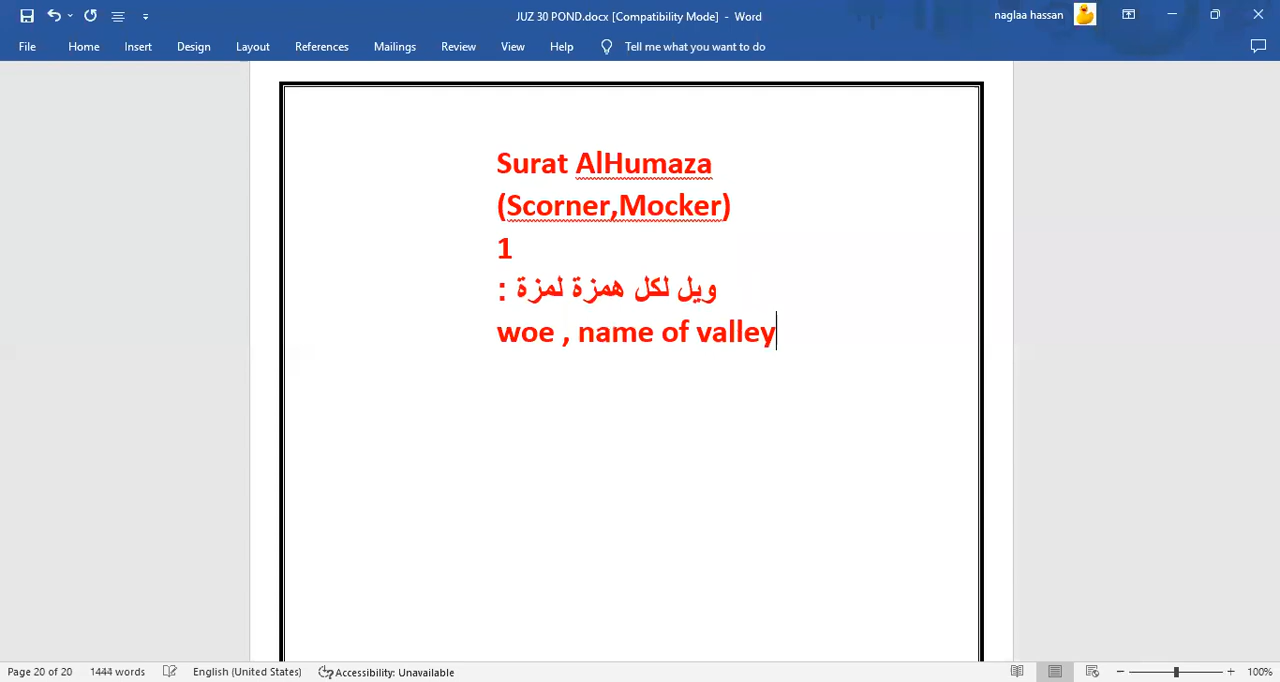 JUZ 30 POND.docx [Compatibility Mode] - Word
naglaa hassan
File Home Insert Design Layout References Mailings Review View Help Tell me what you want to do
Surat AlHumaza
(Scorner,Mocker)
1
ويل لكل همزة لمزة :
woe , name of valley
Page 20 of 20 1444 words English (United States) Accessibility: Unavailable 100%